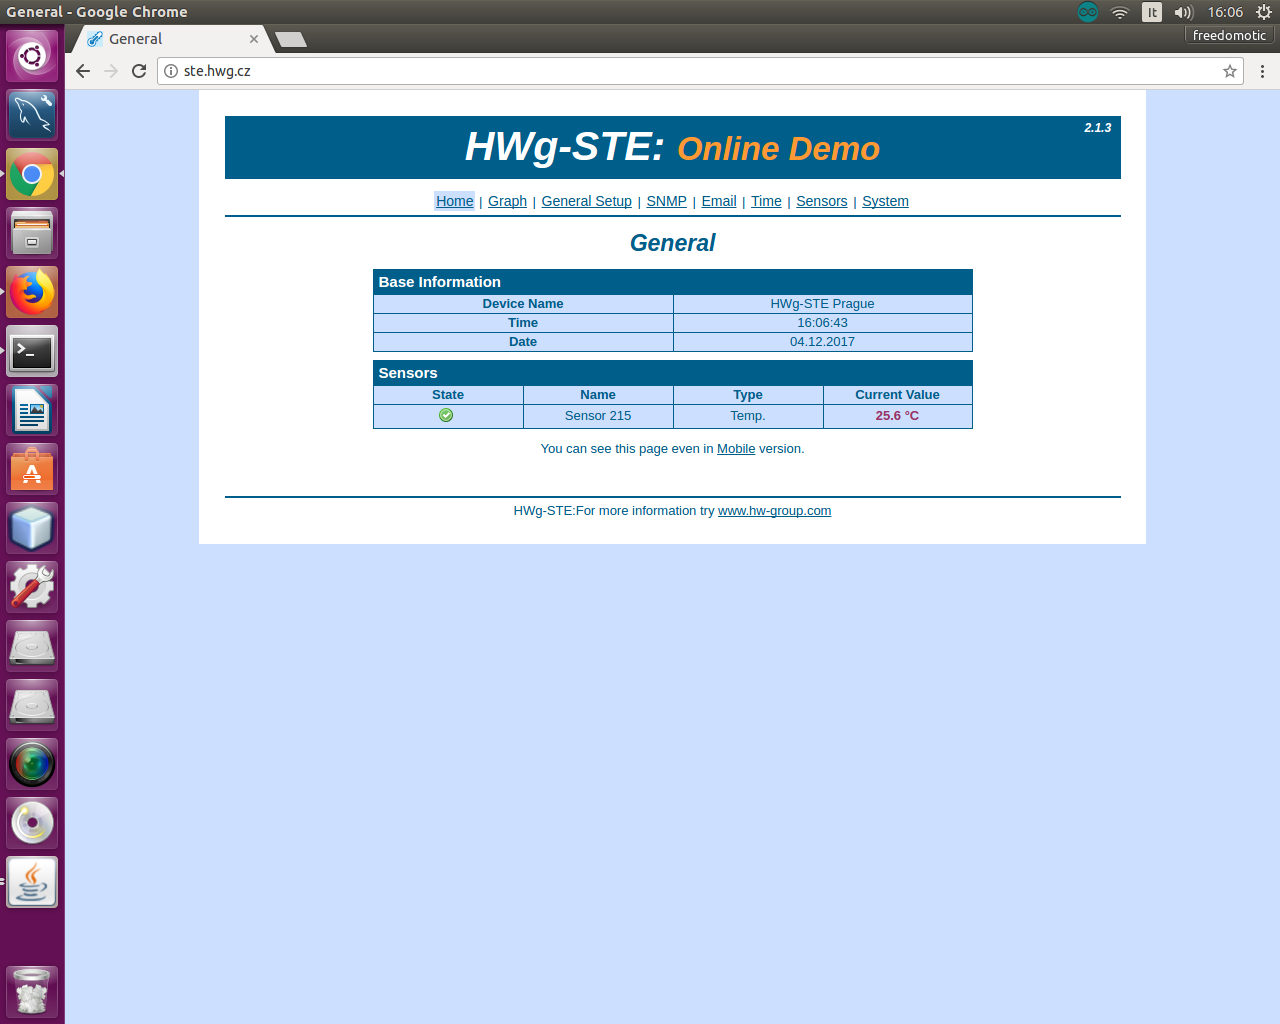 General - Google Chrome
It
16:06
General
freedomotic
ste.hwg.cz
2.1.3
HWg-STE: Online Demo
Home | Graph | General Setup | SNMP | Email | Time | Sensors | System
General
Base Information
Device Name HWg-STE Prague
Time 16:06:43
Date 04.12.2017
Sensors
State Name Type Current Value
Sensor 215 Temp. 25.6 °C
You can see this page even in Mobile version.
HWg-STE:For more information try www.hw-group.com